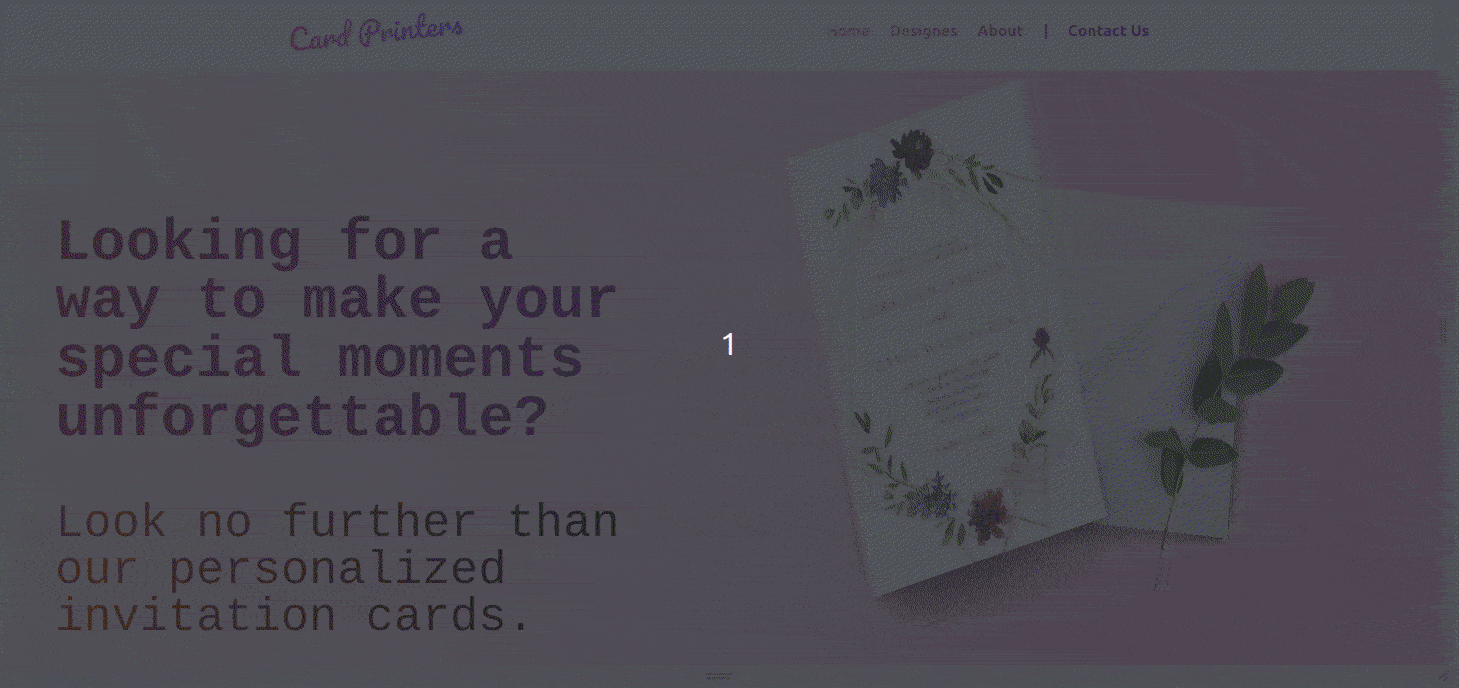 Card Printers
Home Designes About | Contact Us
Looking for a
way to make your
special moments
unforgettable?
1
Look no further than
our personalized
invitation cards.